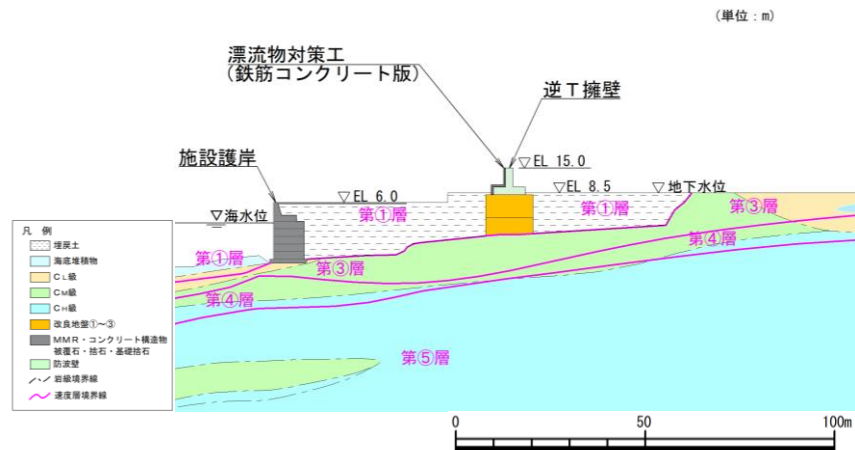 (単位:m)
漂流物対策工
(鉄筋コンクリート版)
逆T擁壁
施設護岸
▽EL 15.0
▽EL 6.0
▽EL 8.5
▽地下水位
▽海水位
第①層
第①層
第③層
第①層
第③層
第④層
第④層
第⑤層
凡 例
埋戻土
海底堆積物
CL級
CM級
CH級
改良地盤①~③
MMR・コンクリート構造物
被覆石・捨石・基礎捨石
防波壁
岩級境界線
速度層境界線
0 50 100m